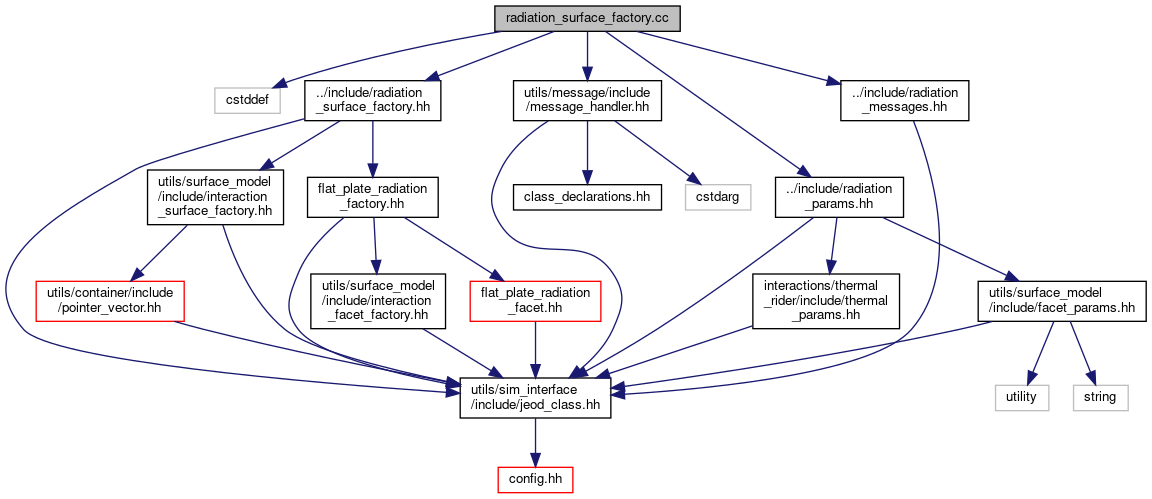 radiation_surface_factory.cc
cstddef
../include/radiation
_surface_factory.hh
utils/message/include
/message_handler.hh
../include/radiation
_messages.hh
utils/surface_model
/include/interaction
_surface_factory.hh
flat_plate_radiation
_factory.hh
class_declarations.hh
cstdarg
../include/radiation
_params.hh
utils/container/include
/pointer_vector.hh
utils/surface_model
/include/interaction
_facet_factory.hh
flat_plate_radiation
_facet.hh
interactions/thermal
_rider/include/thermal
_params.hh
utils/surface_model
/include/facet_params.hh
utils/sim_interface
/include/jeod_class.hh
utility
string
config.hh